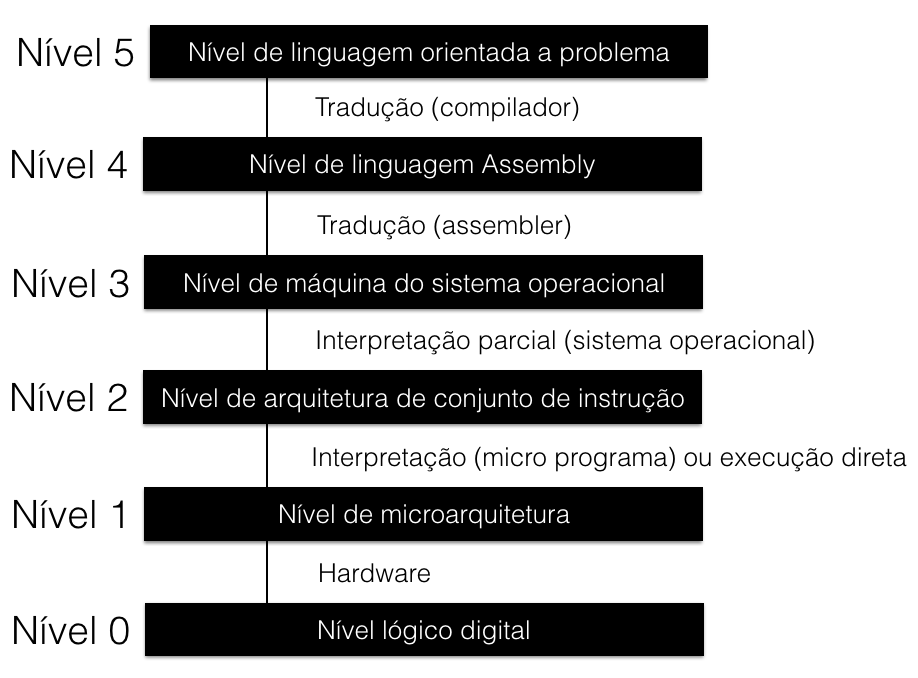 Nível 5 Nível de linguagem orientada a problema
Tradução (compilador)
Nível 4 Nível de linguagem Assembly
Tradução (assembler)
Nível 3 Nível de máquina do sistema operacional
Interpretação parcial (sistema operacional)
Nível 2 Nível de arquitetura de conjunto de instrução
Interpretação (micro programa) ou execução direta
Nível 1 Nível de microarquitetura
Hardware
Nível 0 Nível lógico digital